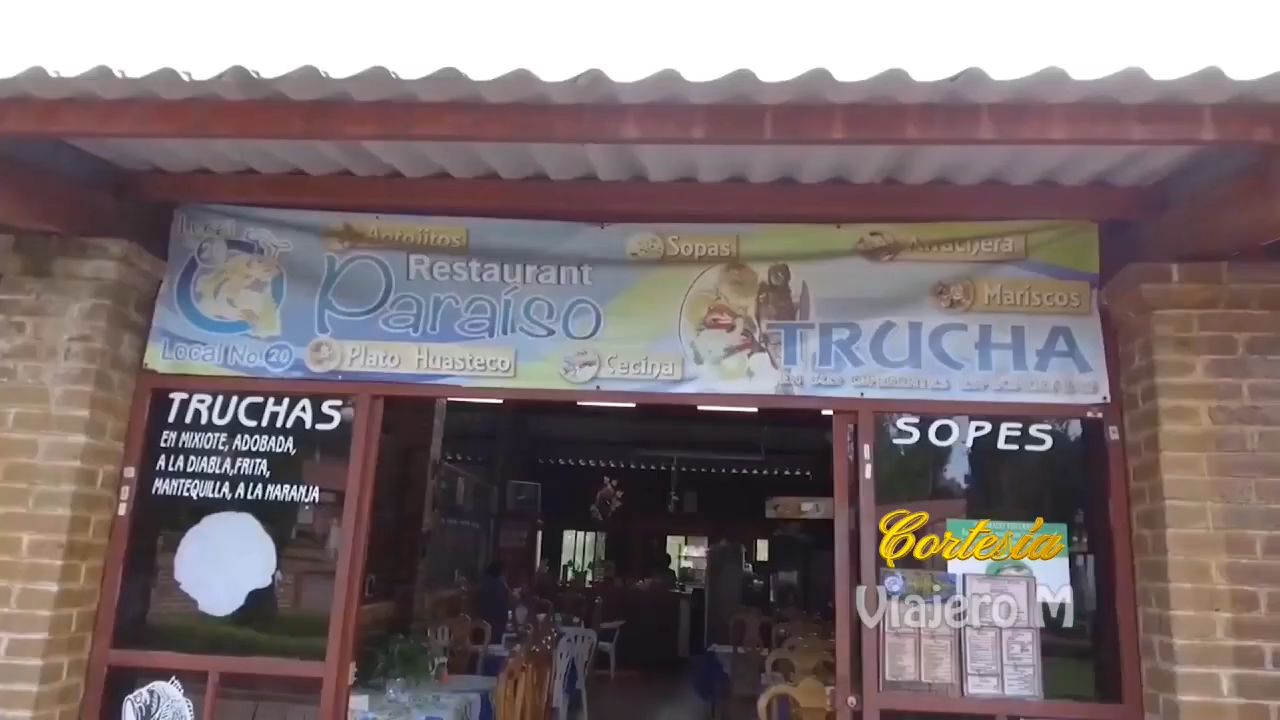 Local
Antojitos
Sopas
Arrachera
Restaurant
Paraíso
Mariscos
TRUCHA
Local No. 20
Plato Huasteco
Cecina
TRUCHAS
EN MIXIOTE, ADOBADA,
A LA DIABLA,FRITA,
MANTEQUILLA, A LA NARANJA
SOPES
Cortesía
Viajero M